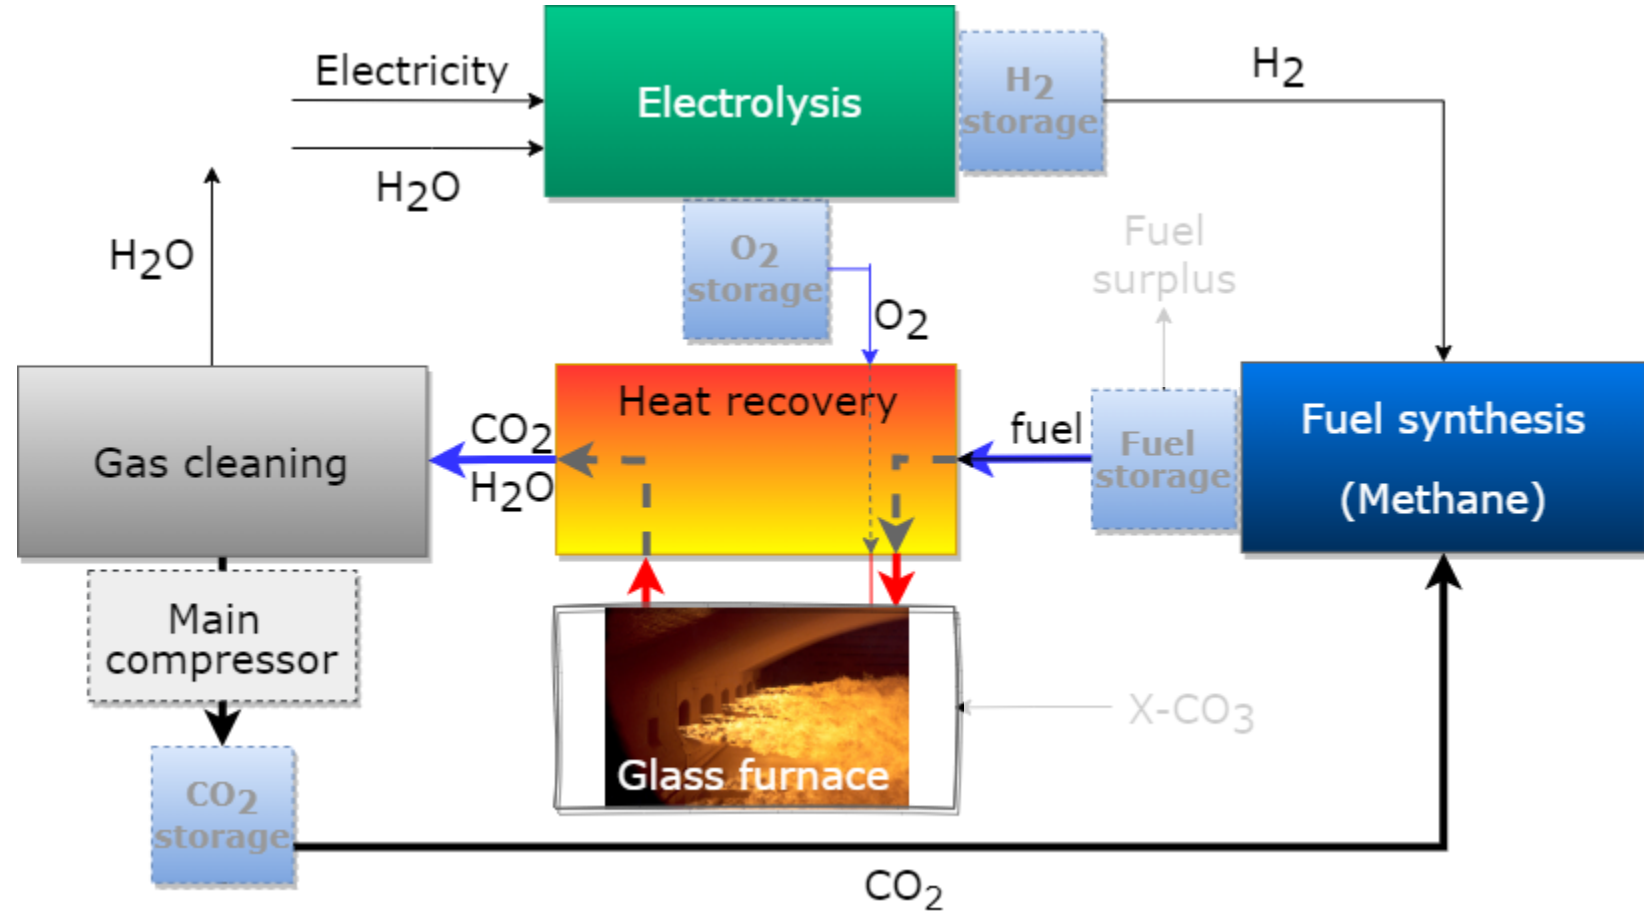 Electricity
H₂O
Electrolysis
H₂
storage
H₂
H₂O
O₂
storage
O₂
Fuel
surplus
Gas cleaning
CO₂
H₂O
Heat recovery
fuel
Fuel
storage
Fuel synthesis
(Methane)
Main
compressor
Glass furnace
X-CO₃
CO₂
storage
CO₂